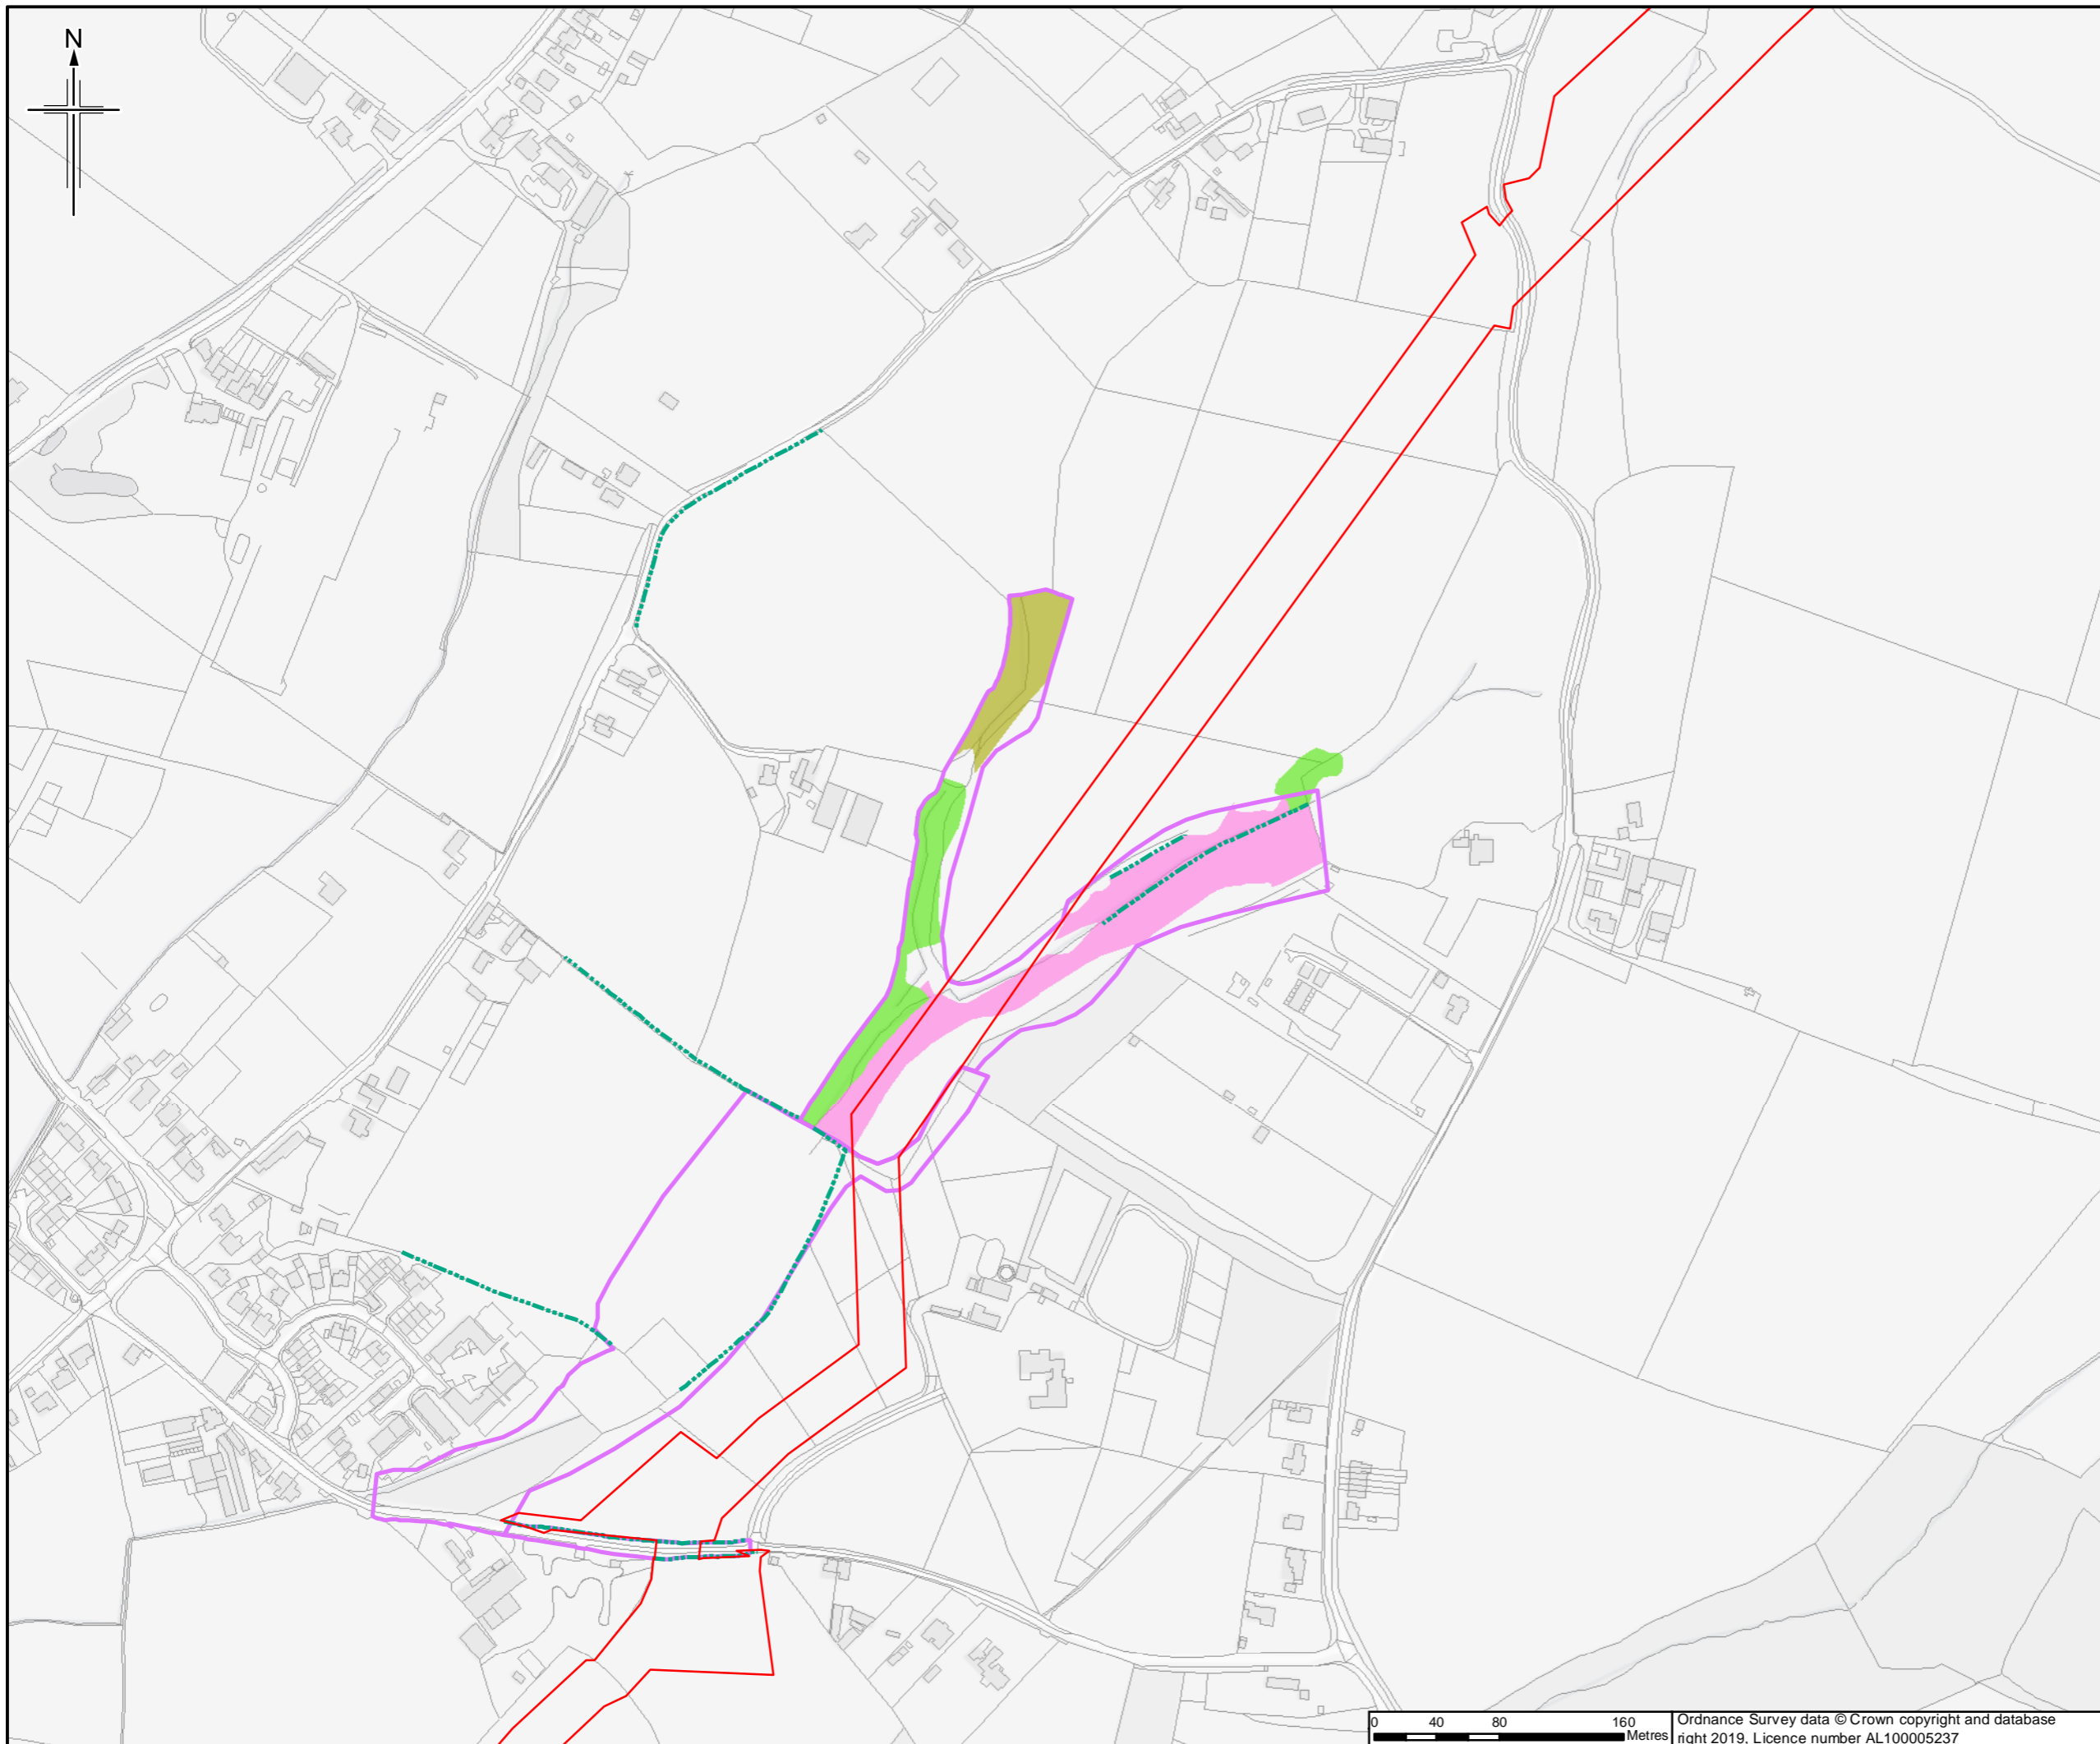 N
0 40 80 160
Metres
Ordnance Survey data © Crown copyright and database
right 2019. Licence number AL100005237